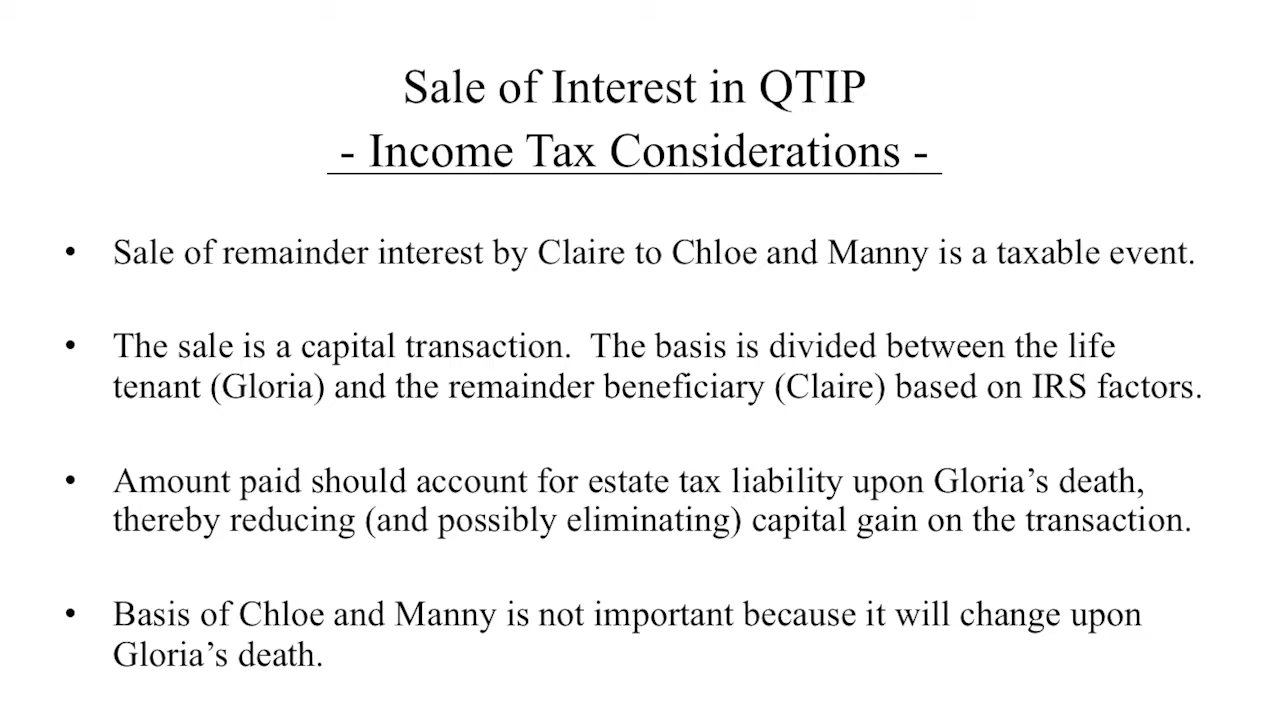 Sale of Interest in QTIP
- Income Tax Considerations -
• Sale of remainder interest by Claire to Chloe and Manny is a taxable event.
• The sale is a capital transaction.  The basis is divided between the life
tenant (Gloria) and the remainder beneficiary (Claire) based on IRS factors.
• Amount paid should account for estate tax liability upon Gloria’s death,
thereby reducing (and possibly eliminating) capital gain on the transaction.
• Basis of Chloe and Manny is not important because it will change upon
Gloria’s death.